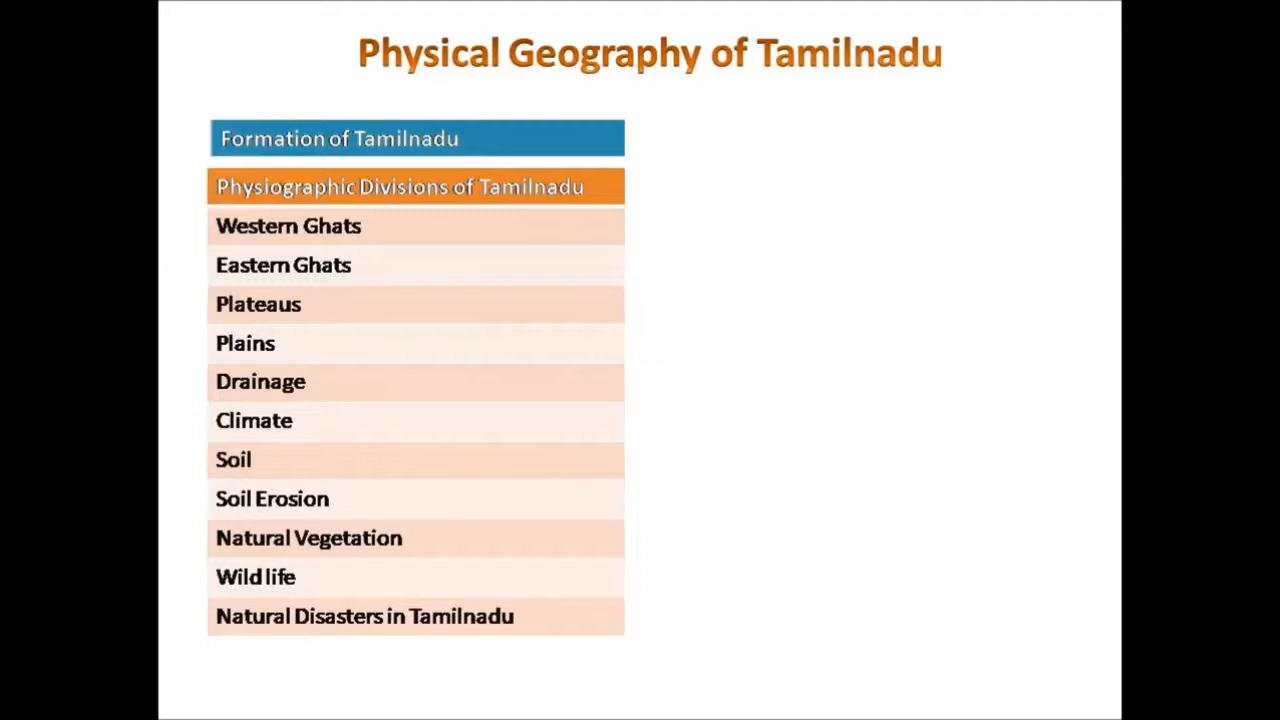 Physical Geography of Tamilnadu
Formation of Tamilnadu
Physiographic Divisions of Tamilnadu
Western Ghats
Eastern Ghats
Plateaus
Plains
Drainage
Climate
Soil
Soil Erosion
Natural Vegetation
Wild life
Natural Disasters in Tamilnadu